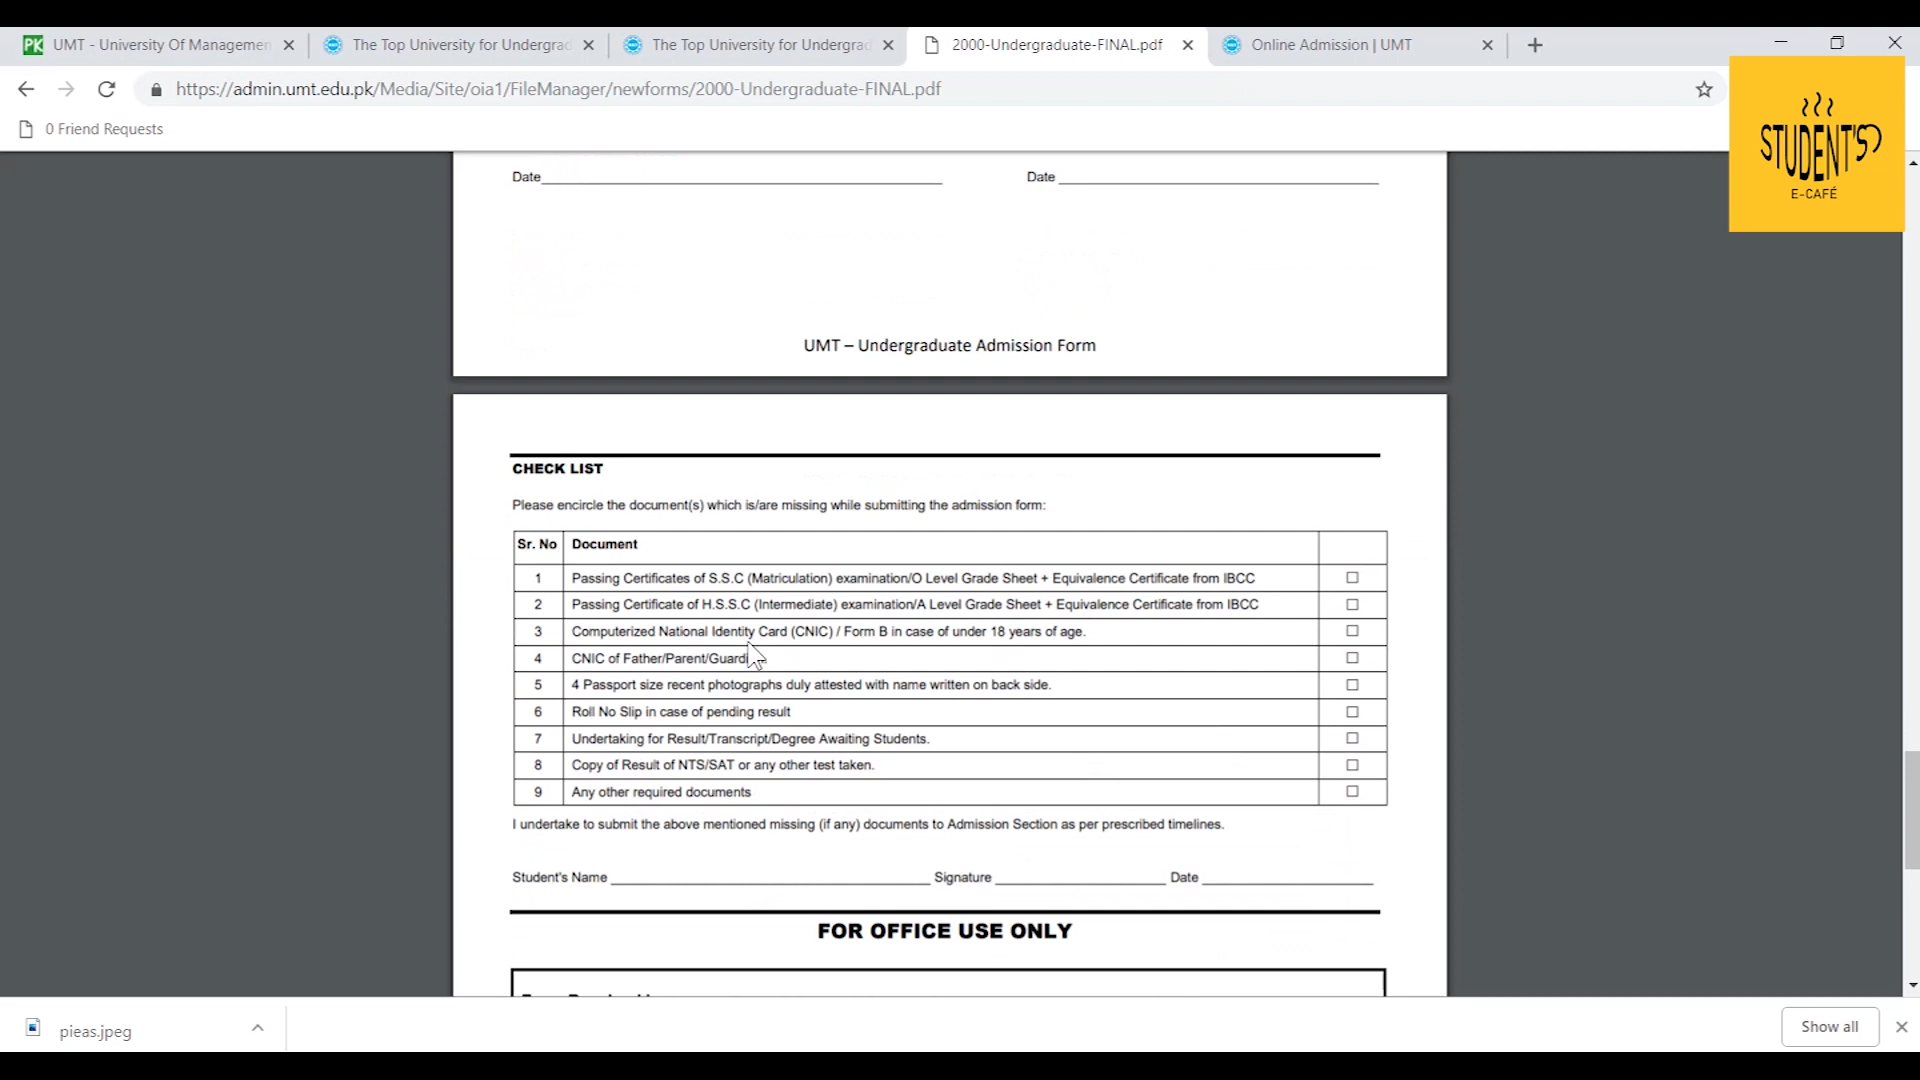 PK UMT - University Of Managemen
The Top University for Undergrad
The Top University for Undergrad
2000-Undergraduate-FINAL.pdf
Online Admission | UMT
https://admin.umt.edu.pk/Media/Site/oia1/FileManager/newforms/2000-Undergraduate-FINAL.pdf
0 Friend Requests
STUDENT'S
E-CAFÉ
Date Date
UMT – Undergraduate Admission Form
CHECK LIST
Please encircle the document(s) which is/are missing while submitting the admission form:
Sr. No Document
1 Passing Certificates of S.S.C (Matriculation) examination/O Level Grade Sheet + Equivalence Certificate from IBCC
2 Passing Certificate of H.S.S.C (Intermediate) examination/A Level Grade Sheet + Equivalence Certificate from IBCC
3 Computerized National Identity Card (CNIC) / Form B in case of under 18 years of age.
4 CNIC of Father/Parent/Guardi
5 4 Passport size recent photographs duly attested with name written on back side.
6 Roll No Slip in case of pending result
7 Undertaking for Result/Transcript/Degree Awaiting Students.
8 Copy of Result of NTS/SAT or any other test taken.
9 Any other required documents
I undertake to submit the above mentioned missing (if any) documents to Admission Section as per prescribed timelines.
Student's Name Signature Date
FOR OFFICE USE ONLY
pieas.jpeg
Show all